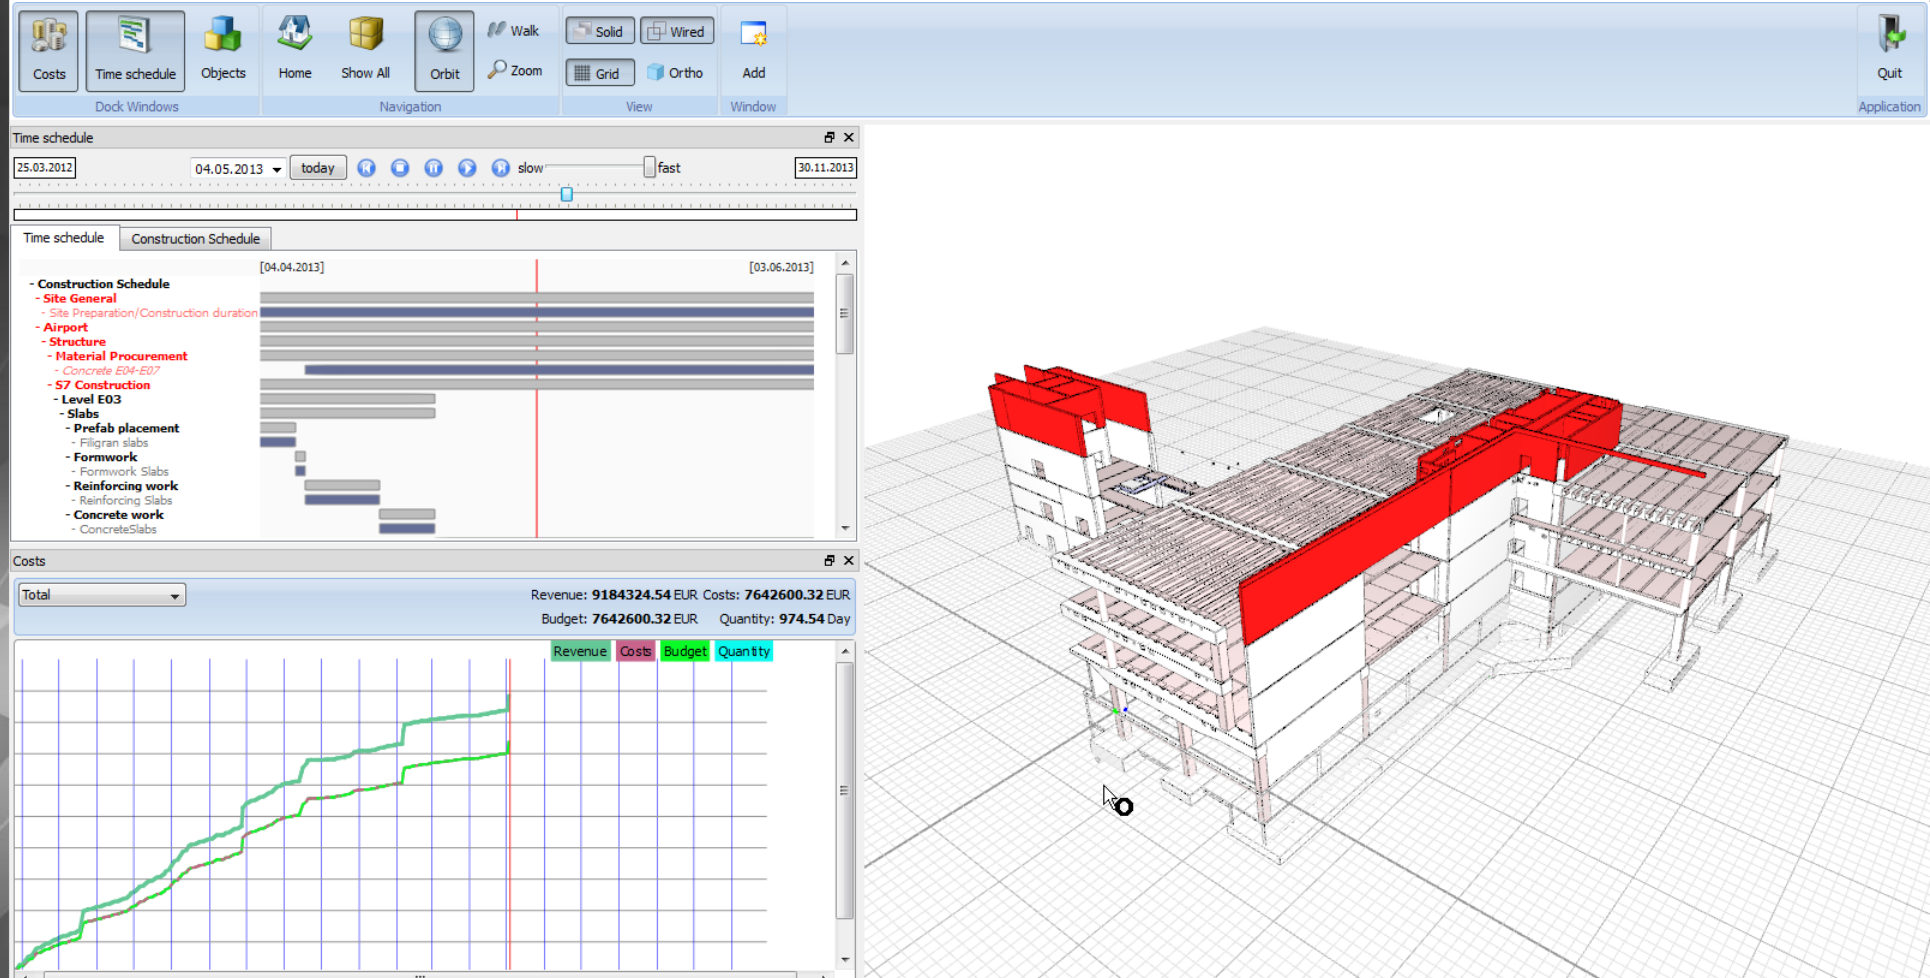 Costs
Time schedule
Objects
Dock Windows
Home
Show All
Orbit
Walk
Zoom
Navigation
Solid
Wired
Grid
Ortho
View
Add
Window
Quit
Application
Time schedule
25.03.2012
04.05.2013
today
slow
fast
30.11.2013
Time schedule
Construction Schedule
[04.04.2013]
[03.06.2013]
- Construction Schedule
- Site General
- Site Preparation/Construction duration
- Airport
- Structure
- Material Procurement
- Concrete E04-E07
- S7 Construction
- Level E03
- Slabs
- Prefab placement
- Filigran slabs
- Formwork
- Formwork Slabs
- Reinforcing work
- Reinforcing Slabs
- Concrete work
- ConcreteSlabs
Costs
Total
Revenue: 9184324.54 EUR Costs: 7642600.32 EUR
Budget: 7642600.32 EUR Quantity: 974.54 Day
Revenue
Costs
Budget
Quantity